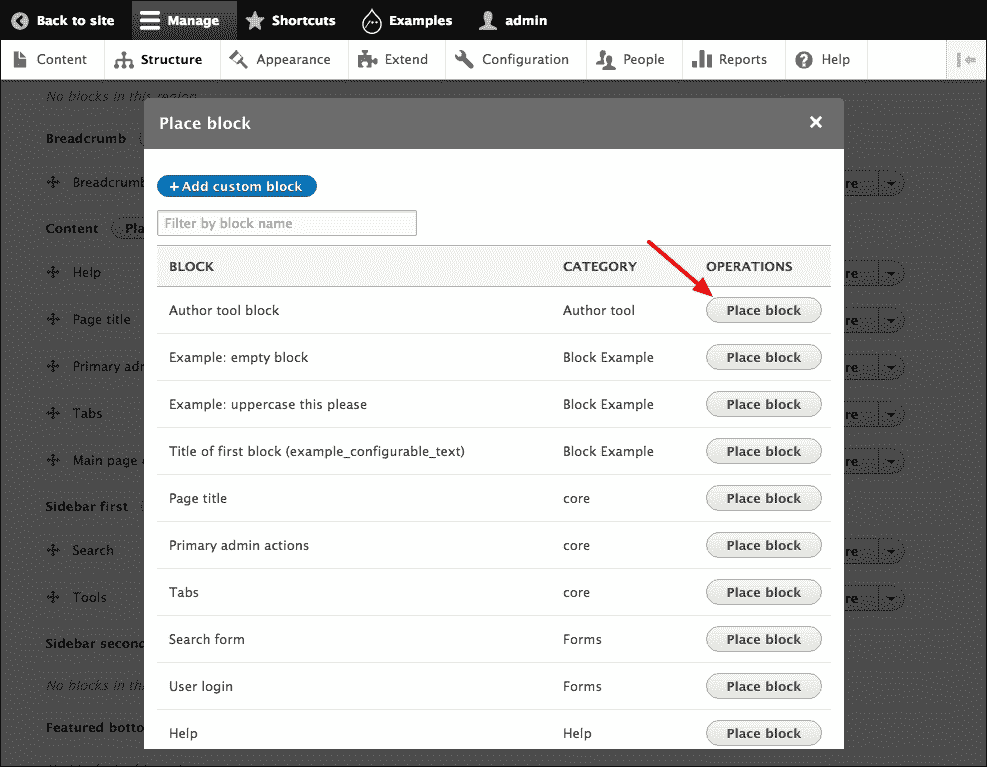 Back to site Manage Shortcuts Examples admin
Content Structure Appearance Extend Configuration People Reports Help
No blocks in this region
Place block ×
Breadcrumb
+ Add custom block
Breadcrumb
Filter by block name
Content
BLOCK CATEGORY OPERATIONS
Help
Author tool block Author tool Place block
Page title
Example: empty block Block Example Place block
Primary
Example: uppercase this please Block Example Place block
Tabs
Title of first block (example_configurable_text) Block Example Place block
Main page
Page title core Place block
Sidebar first
Primary admin actions core Place block
Search
Tabs core Place block
Tools
Search form Forms Place block
Sidebar
User login Forms Place block
No blocks in
Featured
Help Help Place block